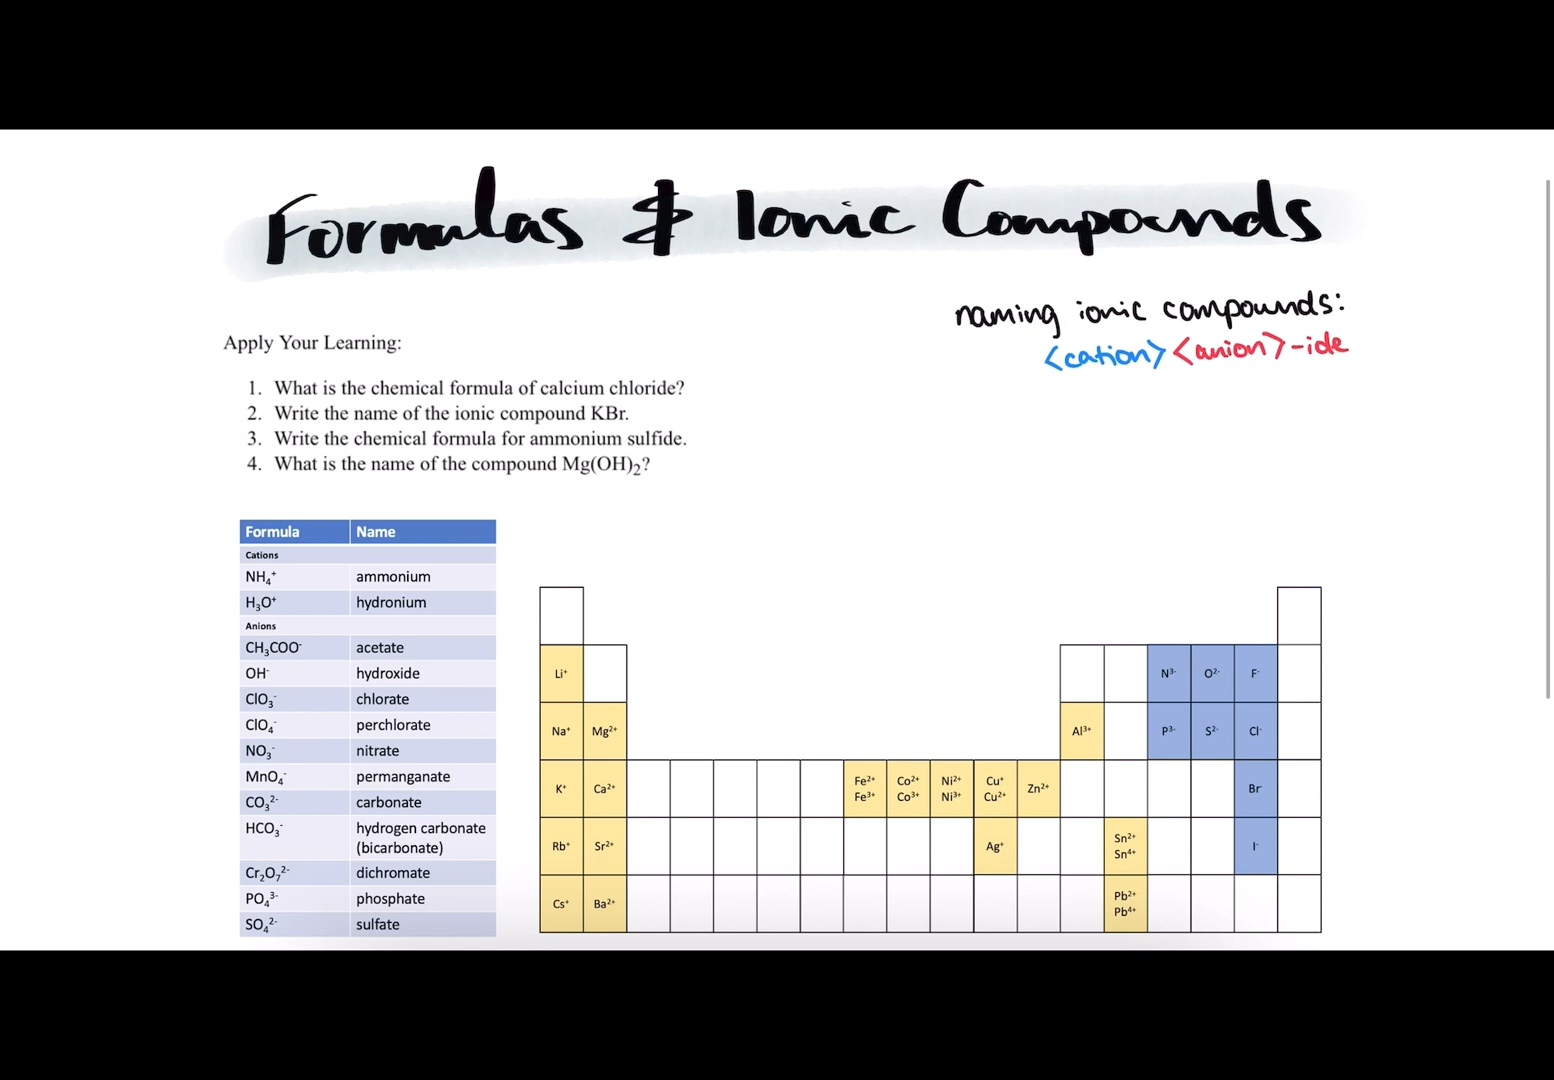 Formulas & Ionic Compounds
naming ionic compounds:
<cation> <anion>-ide
Apply Your Learning:
1. What is the chemical formula of calcium chloride?
2. Write the name of the ionic compound KBr.
3. Write the chemical formula for ammonium sulfide.
4. What is the name of the compound Mg(OH)₂?
Formula Name
Cations
NH₄⁺ ammonium
H₃O⁺ hydronium
Anions
CH₃COO⁻ acetate
OH⁻ hydroxide
ClO₃⁻ chlorate
ClO₄⁻ perchlorate
NO₃⁻ nitrate
MnO₄⁻ permanganate
CO₃²⁻ carbonate
HCO₃⁻ hydrogen carbonate
(bicarbonate)
Cr₂O₇²⁻ dichromate
PO₄³⁻ phosphate
SO₄²⁻ sulfate
Li⁺ N³⁻ O²⁻ F⁻
Na⁺ Mg²⁺ Al³⁺ P³⁻ S²⁻ Cl⁻
K⁺ Ca²⁺ Fe²⁺ Co²⁺ Ni²⁺ Cu⁺ Zn²⁺ Br⁻
Fe³⁺ Co³⁺ Ni³⁺ Cu²⁺
Rb⁺ Sr²⁺ Ag⁺ Sn²⁺ I⁻
Sn⁴⁺
Cs⁺ Ba²⁺ Pb²⁺
Pb⁴⁺